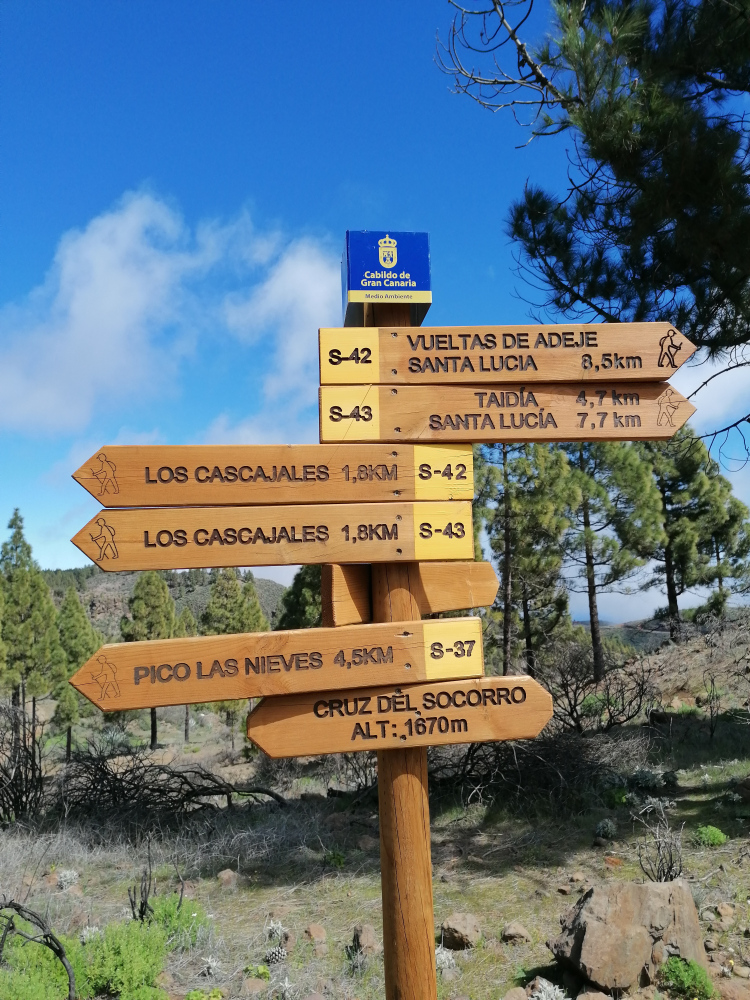 Cabildo de
Gran Canaria
Medio Ambiente
S-42 VUELTAS DE ADEJE
SANTA LUCIA 8,5km
S-43 TAIDÍA 4,7 km
SANTA LUCÍA 7,7 km
LOS CASCAJALES 1,8KM S-42
LOS CASCAJALES 1,8KM S-43
PICO LAS NIEVES 4,5KM S-37
CRUZ DEL SOCORRO
ALT: 1670m